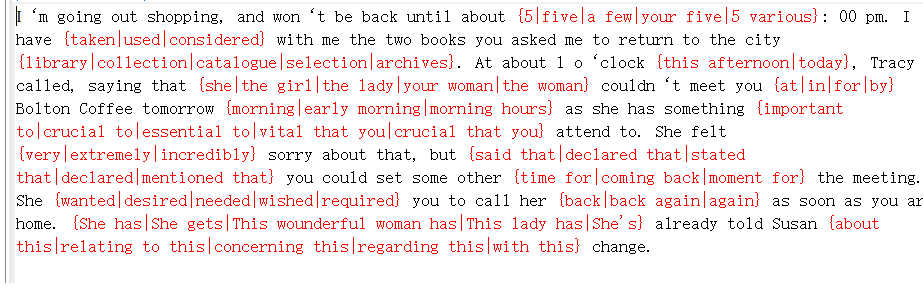 I ‘m going out shopping, and won ‘t be back until about {5|five|a few|your five|5 various}: 00 pm. I
have {taken|used|considered} with me the two books you asked me to return to the city
{library|collection|catalogue|selection|archives}. At about 1 o ‘clock {this afternoon|today}, Tracy
called, saying that {she|the girl|the lady|your woman|the woman} couldn ‘t meet you {at|in|for|by}
Bolton Coffee tomorrow {morning|early morning|morning hours} as she has something {important
to|crucial to|essential to|vital that you|crucial that you} attend to. She felt
{very|extremely|incredibly} sorry about that, but {said that|declared that|stated
that|declared|mentioned that} you could set some other {time for|coming back|moment for} the meeting.
She {wanted|desired|needed|wished|required} you to call her {back|back again|again} as soon as you ar
home. {She has|She gets|This wounderful woman has|This lady has|She's} already told Susan {about
this|relating to this|concerning this|regarding this|with this} change.